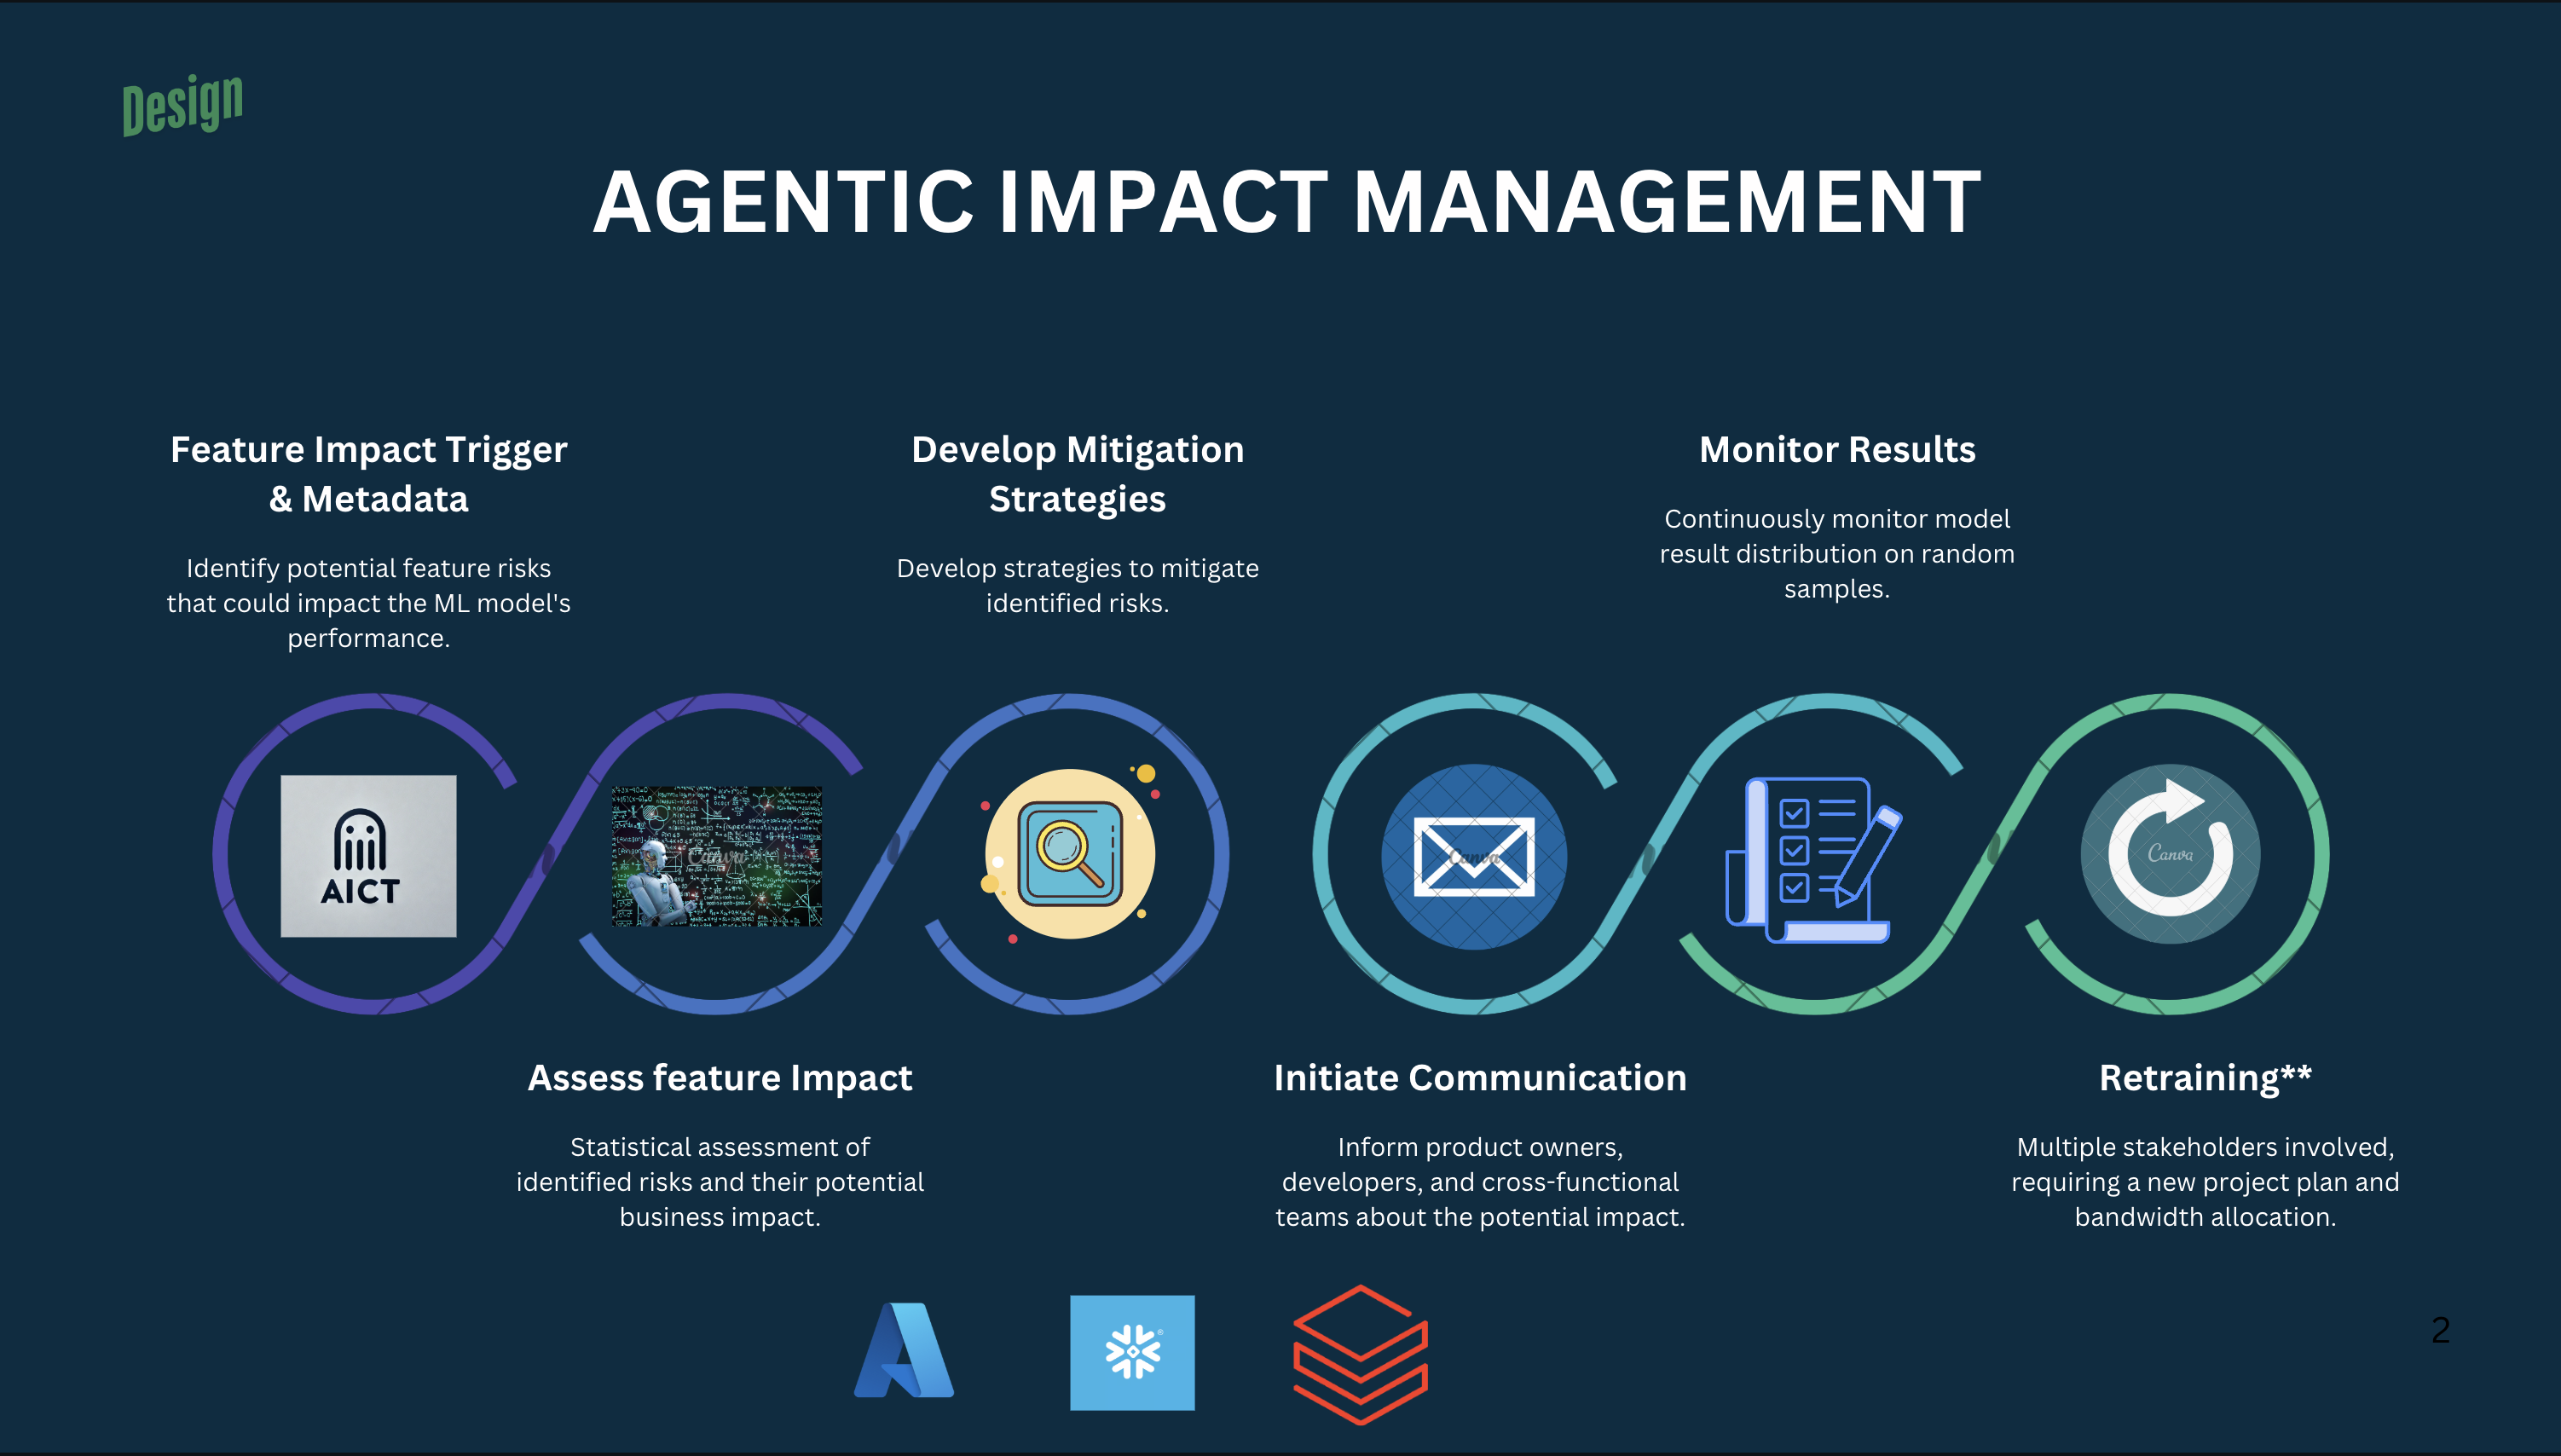 Design
AGENTIC IMPACT MANAGEMENT
Feature Impact Trigger
& Metadata
Identify potential feature risks
that could impact the ML model's
performance.
Develop Mitigation
Strategies
Develop strategies to mitigate
identified risks.
Monitor Results
Continuously monitor model
result distribution on random
samples.
AICT
Canva
Canva
Canva
Assess feature Impact
Statistical assessment of
identified risks and their potential
business impact.
Initiate Communication
Inform product owners,
developers, and cross-functional
teams about the potential impact.
Retraining**
Multiple stakeholders involved,
requiring a new project plan and
bandwidth allocation.
2